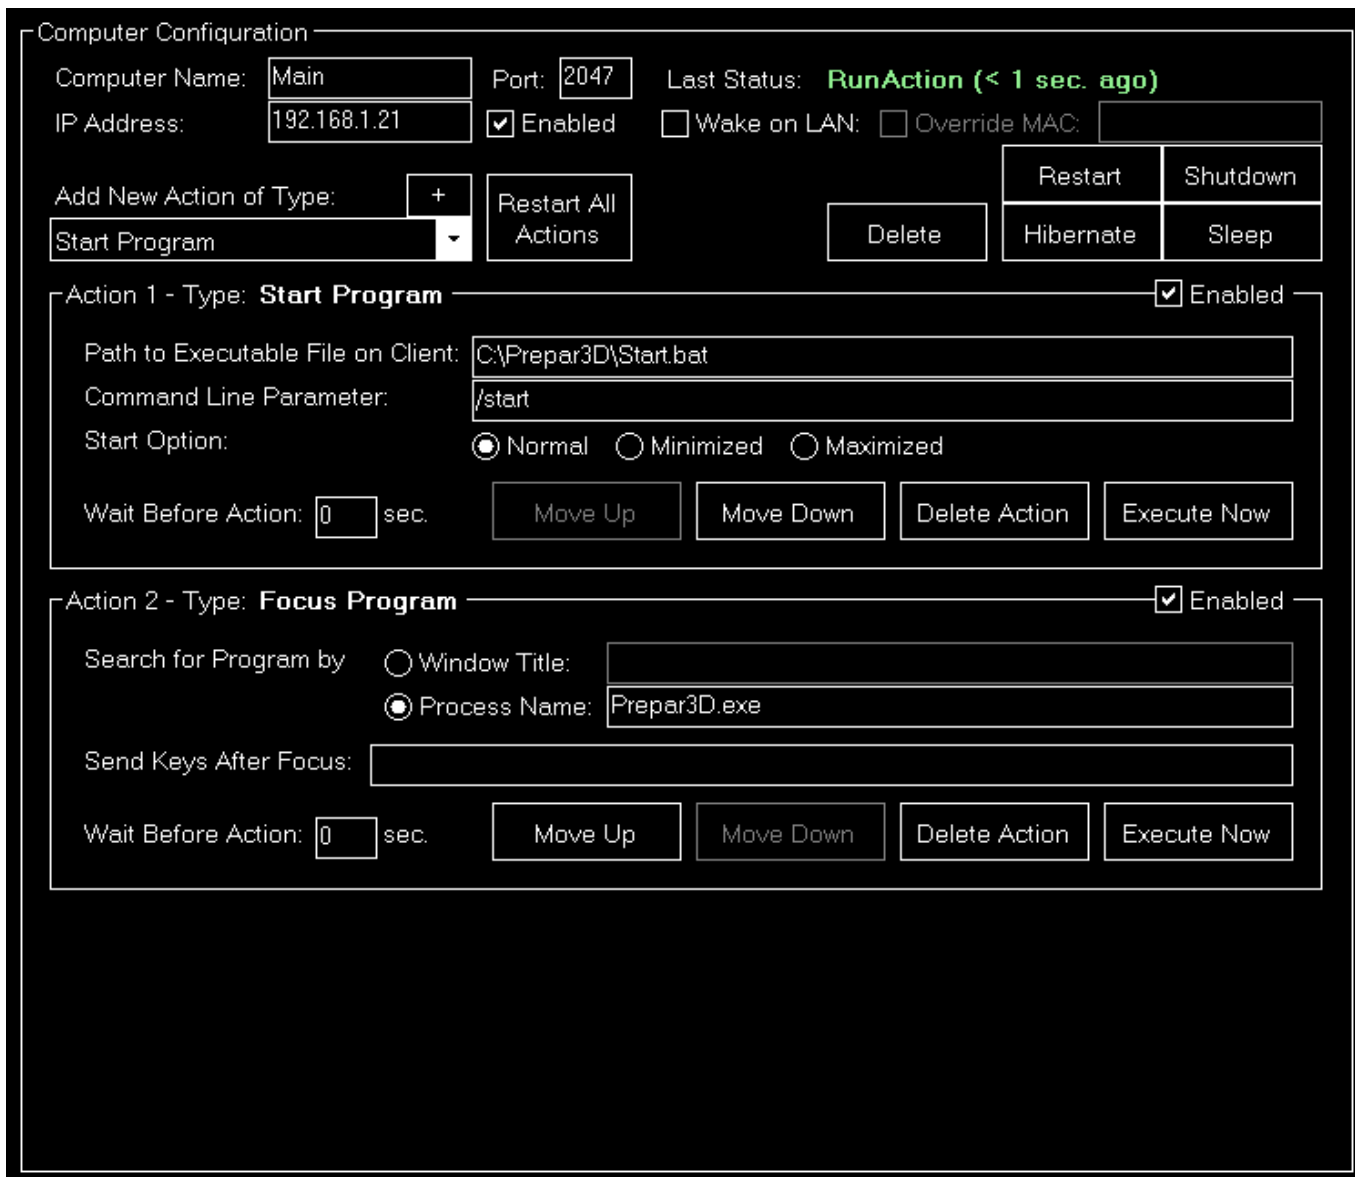 Computer Configuration
Computer Name: Main Port: 2047 Last Status: RunAction (< 1 sec. ago)
IP Address: 192.168.1.21 Enabled Wake on LAN: Override MAC:
Restart Shutdown
Add New Action of Type: + Restart All
Actions
Start Program Delete Hibernate Sleep
Action 1 - Type: Start Program Enabled
Path to Executable File on Client: C:\Prepar3D\Start.bat
Command Line Parameter: /start
Start Option: Normal Minimized Maximized
Wait Before Action: 0 sec. Move Up Move Down Delete Action Execute Now
Action 2 - Type: Focus Program Enabled
Search for Program by Window Title:
Process Name: Prepar3D.exe
Send Keys After Focus:
Wait Before Action: 0 sec. Move Up Move Down Delete Action Execute Now